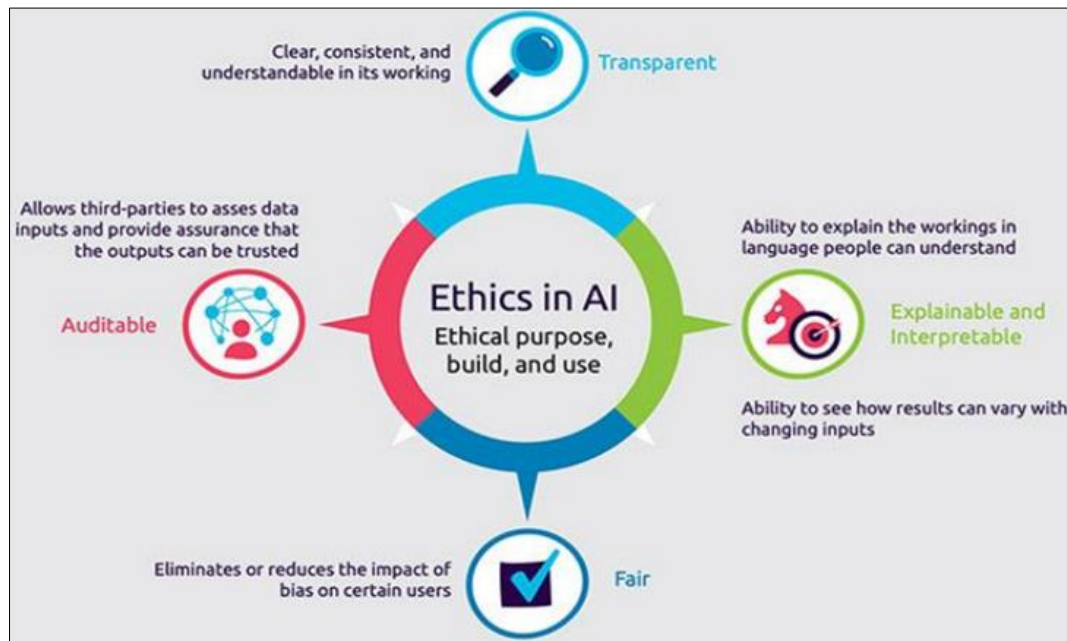 Clear, consistent, and
understandable in its working
Transparent
Allows third-parties to asses data
inputs and provide assurance that
the outputs can be trusted
Auditable
Ethics in AI
Ethical purpose,
build, and use
Ability to explain the workings in
language people can understand
Explainable and
Interpretable
Ability to see how results can vary with
changing inputs
Eliminates or reduces the impact of
bias on certain users
Fair